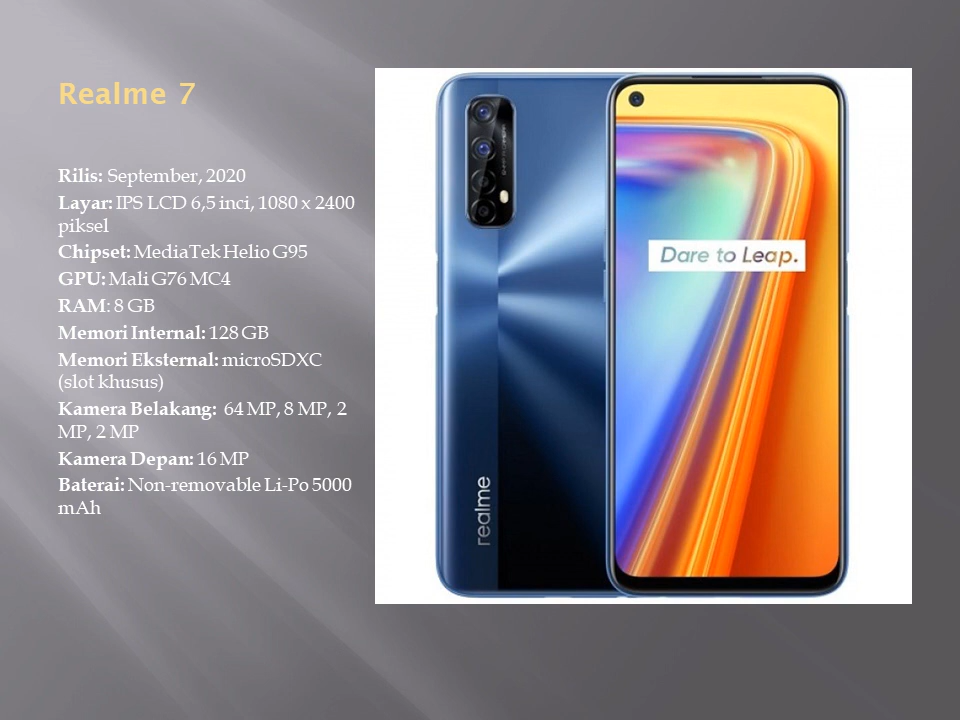 Realme 7
Rilis: September, 2020
Layar: IPS LCD 6,5 inci, 1080 x 2400
piksel
Chipset: MediaTek Helio G95
GPU: Mali G76 MC4
RAM: 8 GB
Memori Internal: 128 GB
Memori Eksternal: microSDXC
(slot khusus)
Kamera Belakang: 64 MP, 8 MP, 2
MP, 2 MP
Kamera Depan: 16 MP
Baterai: Non-removable Li-Po 5000
mAh
Dare to Leap.
realme